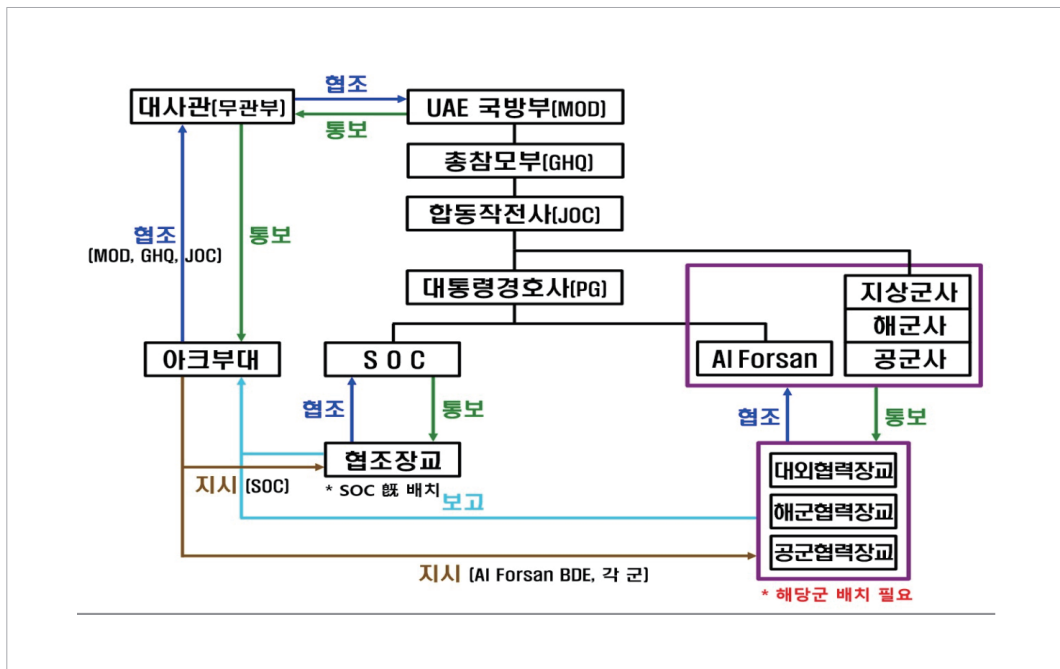 협조
대사관(무관부)
UAE 국방부(MOD)
통보
총참모부(GHQ)
합동작전사(JOC)
협조
(MOD, GHQ, JOC)
통보
대통령경호사(PG)
지상군사
해군사
공군사
아크부대
S O C
Al Forsan
협조
통보
협조
통보
협조장교
* SOC 旣 배치
지시 (SOC)
보고
대외협력장교
해군협력장교
공군협력장교
지시 (Al Forsan BDE, 각 군)
* 해당군 배치 필요